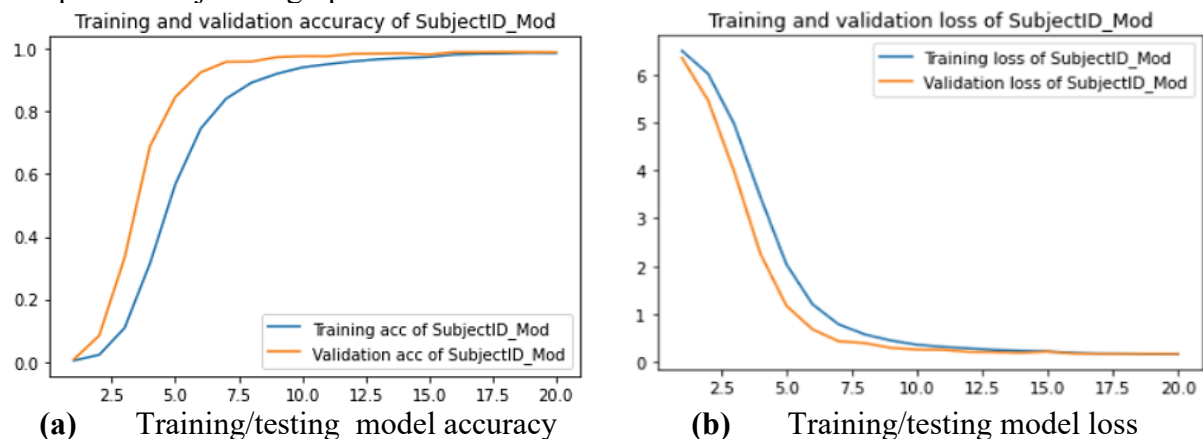 Training and validation accuracy of SubjectID_Mod
1.0
0.8
0.6
0.4
0.2
0.0
Training acc of SubjectID_Mod
Validation acc of SubjectID_Mod
2.5 5.0 7.5 10.0 12.5 15.0 17.5 20.0
(a) Training/testing model accuracy
Training and validation loss of SubjectID_Mod
Training loss of SubjectID_Mod
Validation loss of SubjectID_Mod
6
5
4
3
2
1
0
2.5 5.0 7.5 10.0 12.5 15.0 17.5 20.0
(b) Training/testing model loss